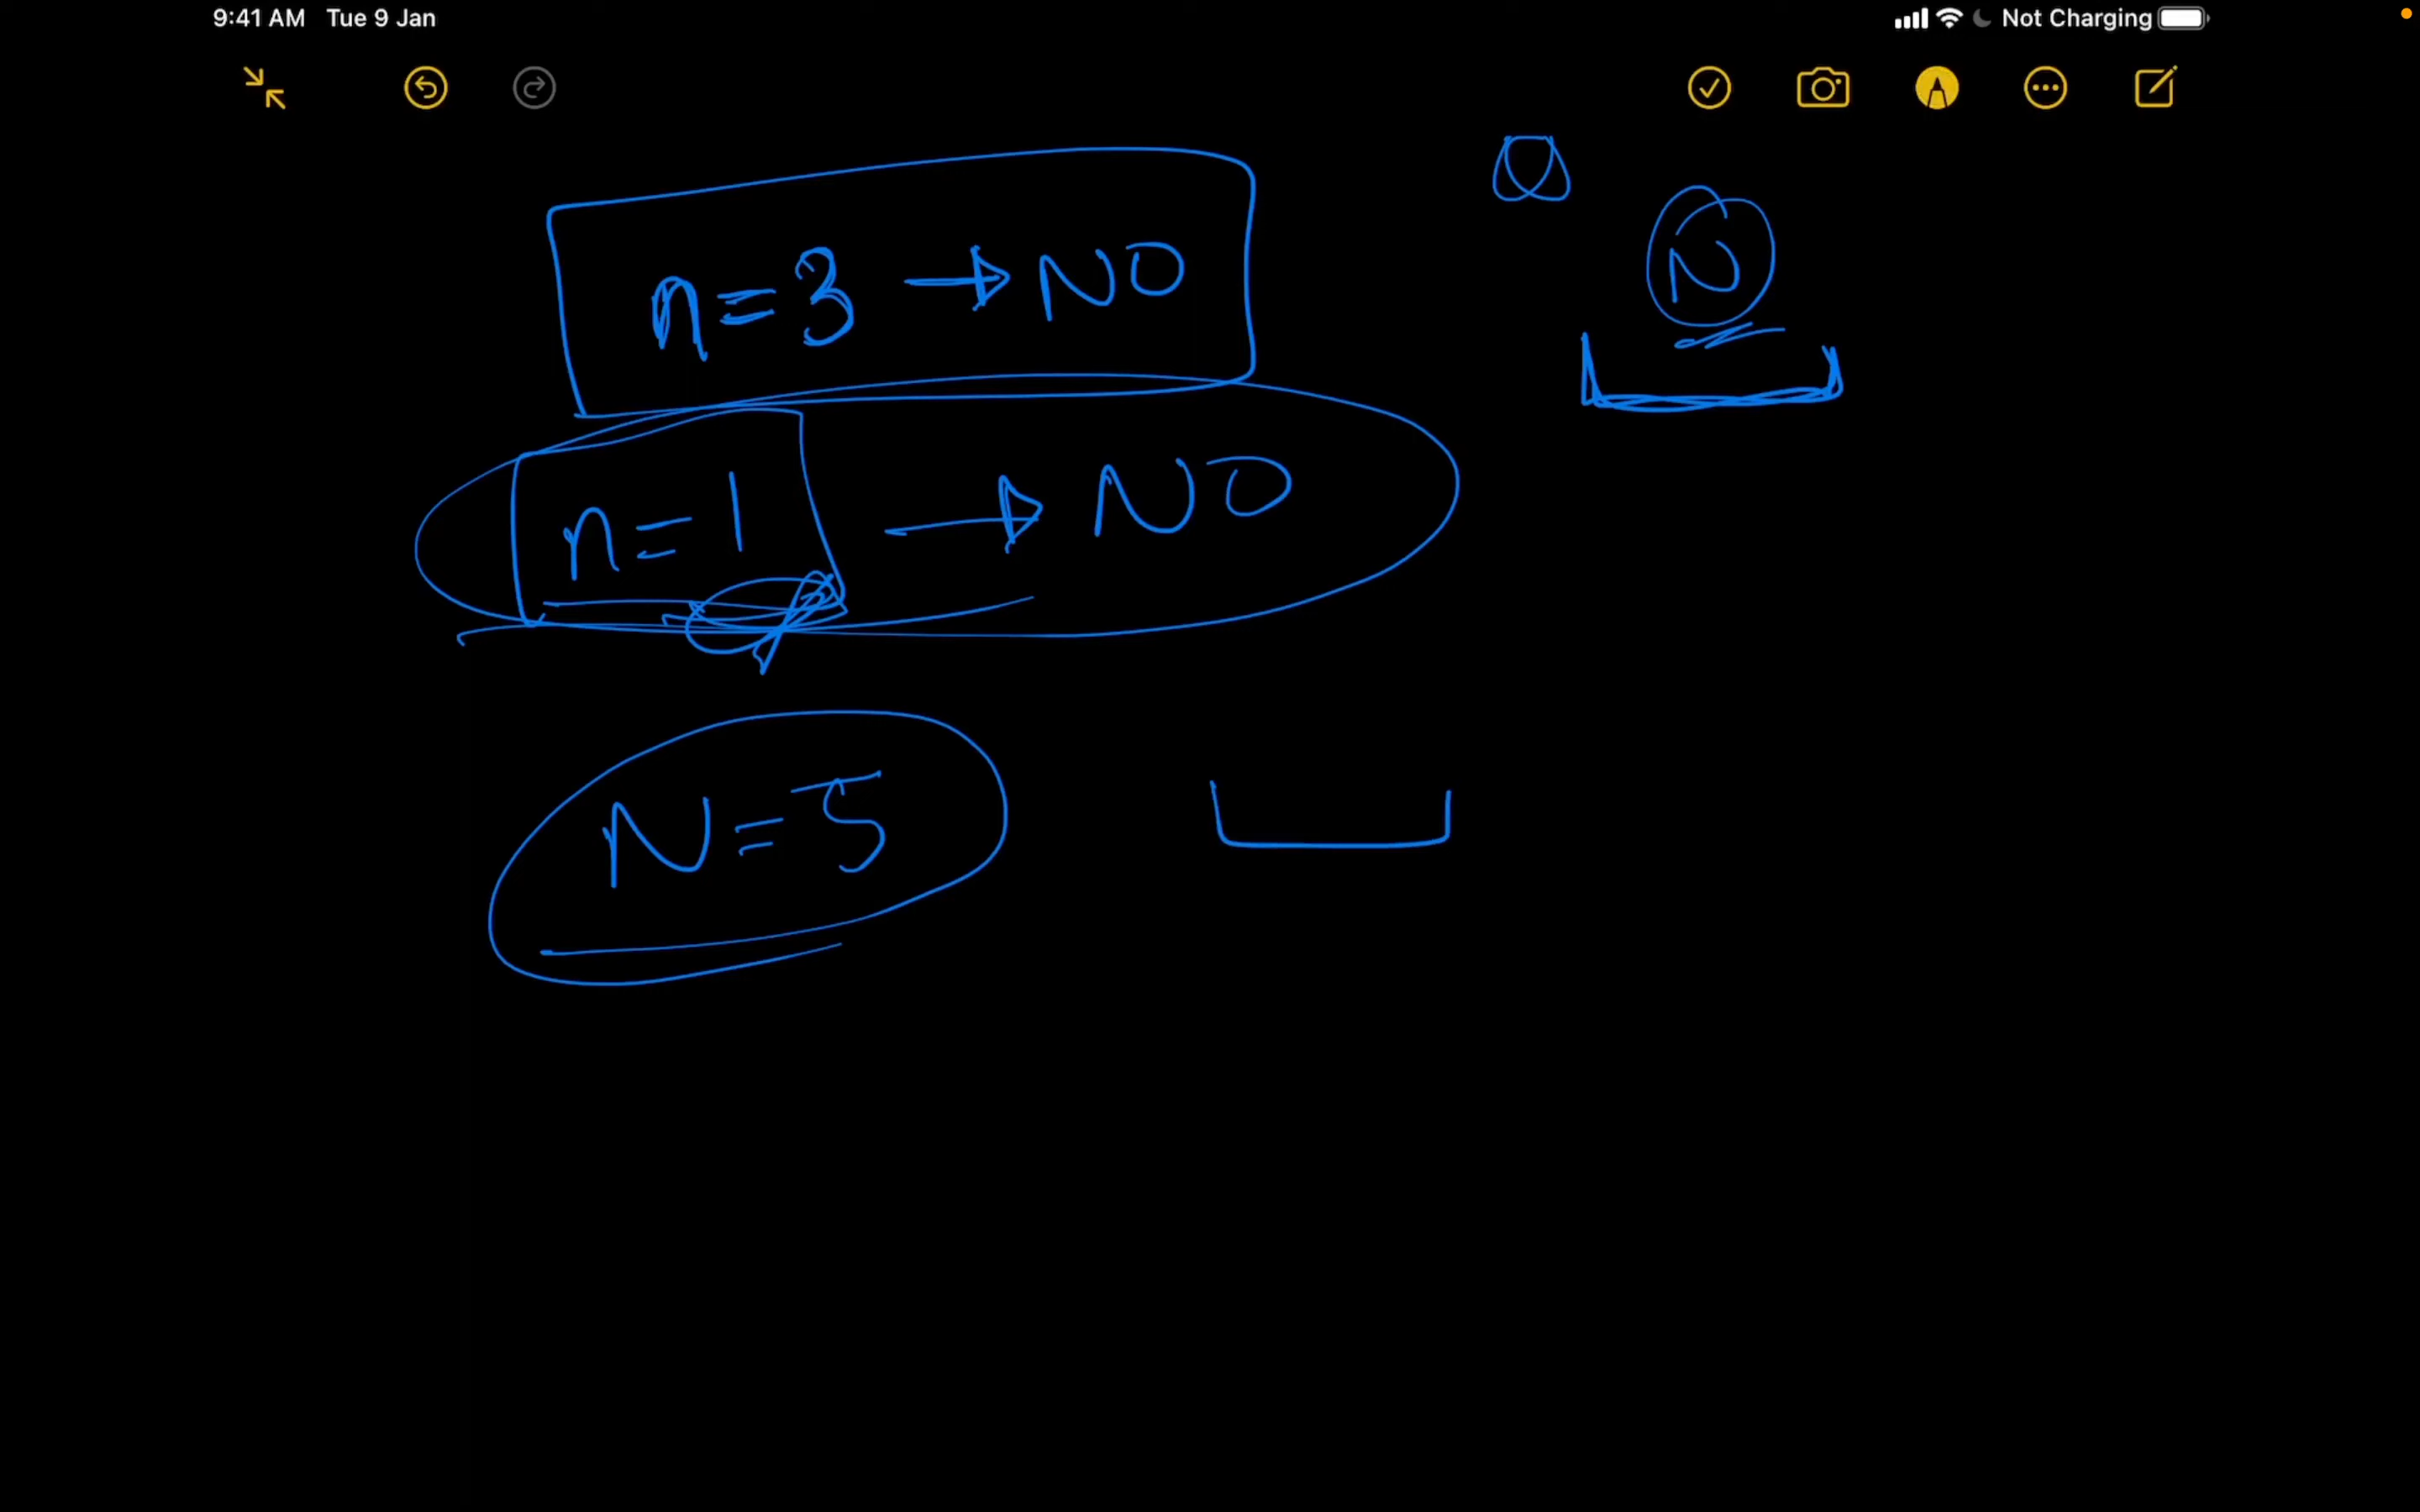 9:41 AM Tue 9 Jan
Not Charging
n=3 → NO
N
n=1 → NO
N=5